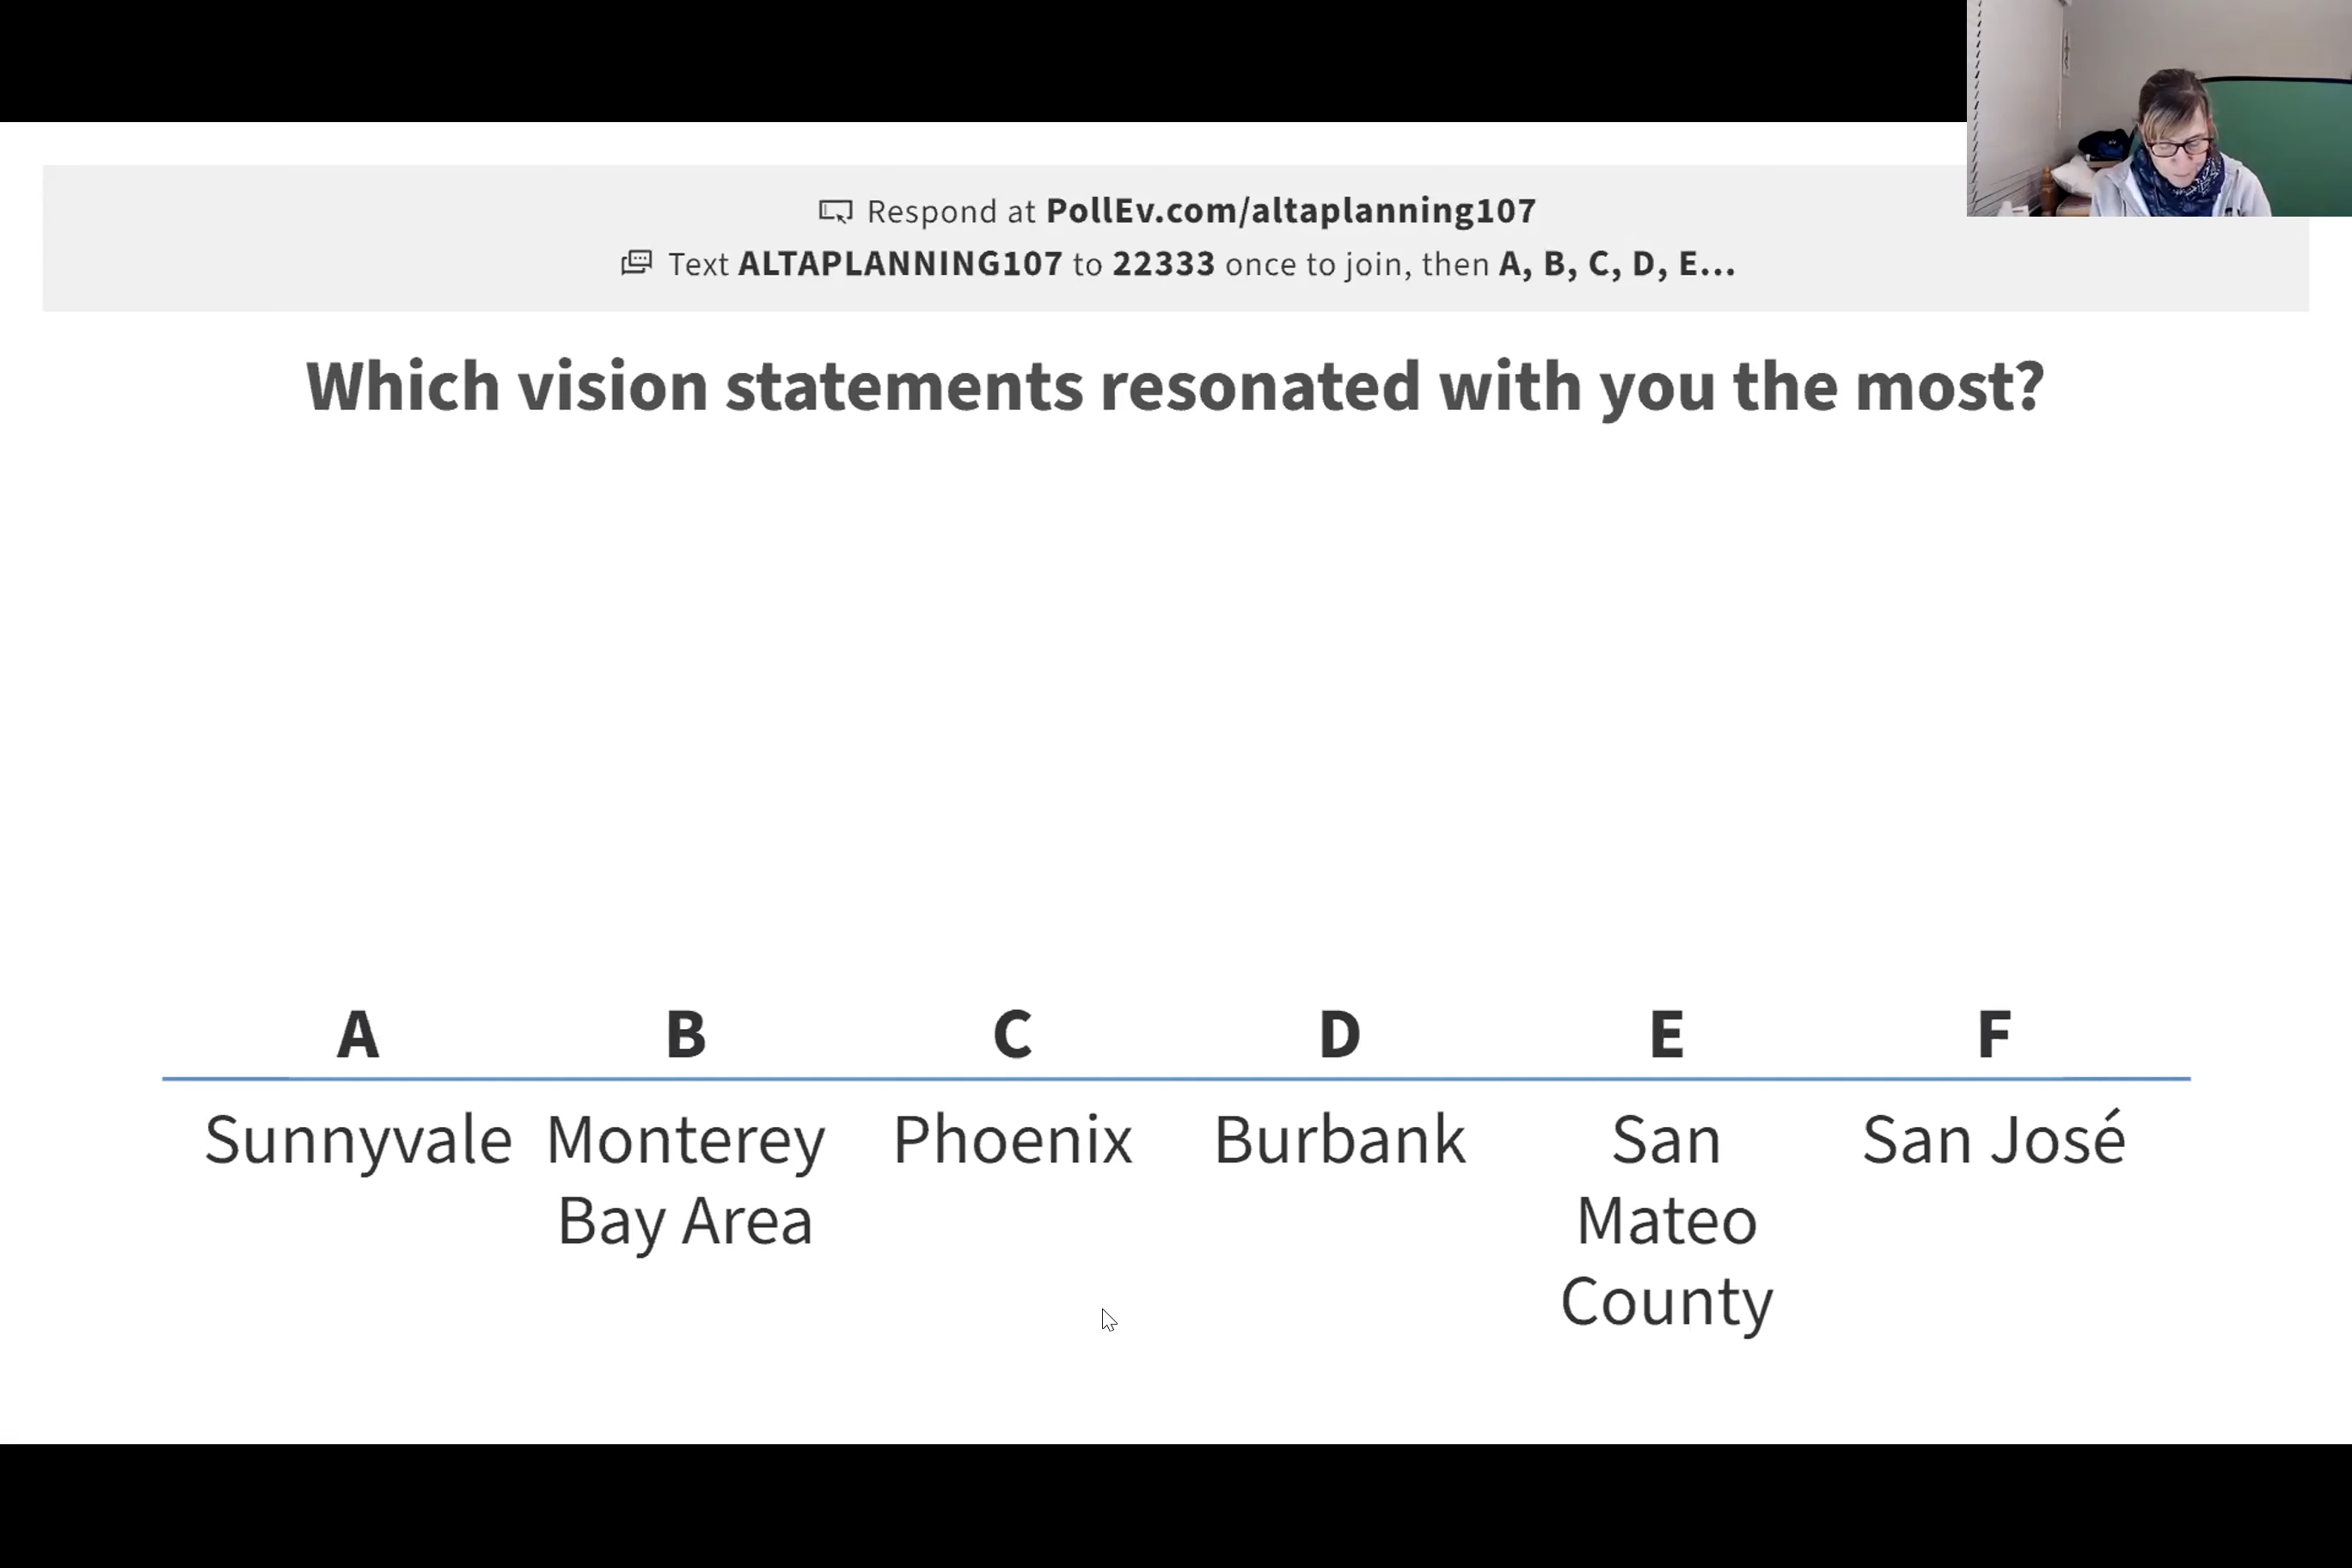 Respond at PollEv.com/altaplanning107
Text ALTAPLANNING107 to 22333 once to join, then A, B, C, D, E...
Which vision statements resonated with you the most?
A B C D E F
Sunnyvale Monterey Phoenix Burbank San San José
Bay Area Mateo
County